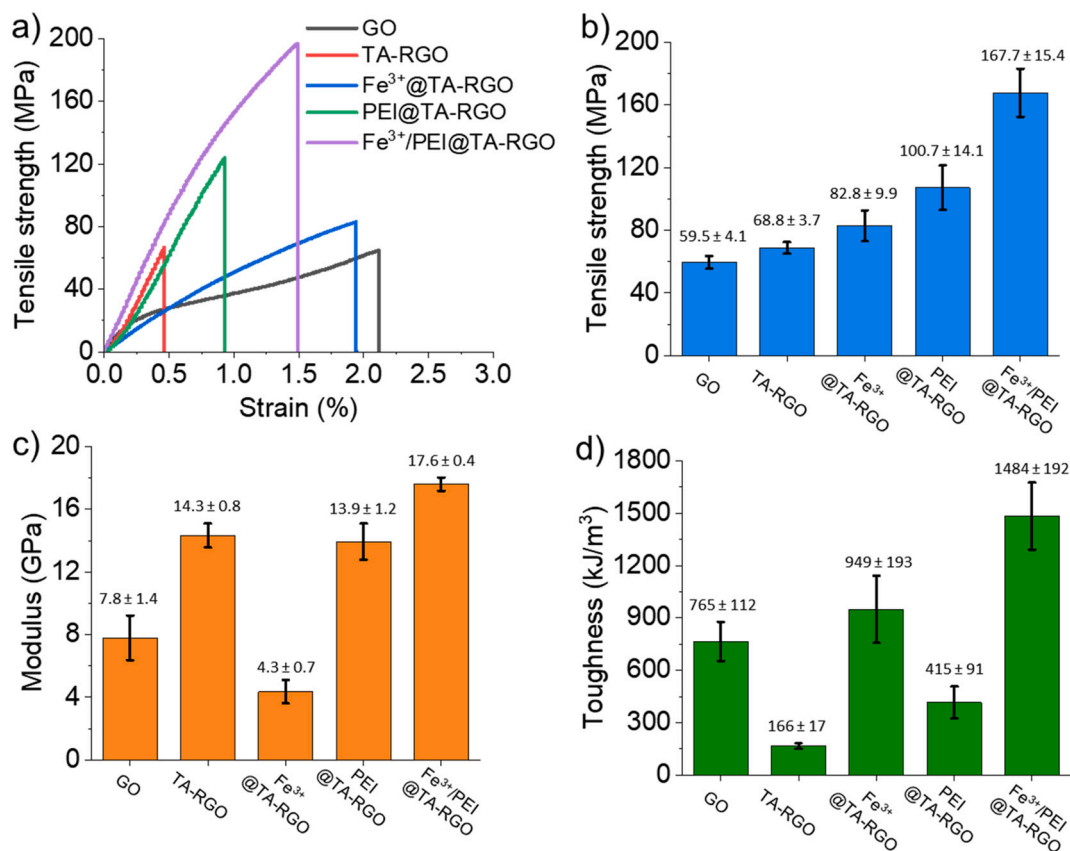 a)
GO
TA-RGO
Fe³⁺@TA-RGO
PEI@TA-RGO
Fe³⁺/PEI@TA-RGO
200
160
120
80
40
0
Tensile strength (MPa)
0.0 0.5 1.0 1.5 2.0 2.5 3.0
Strain (%)
b)
200
160
120
80
40
0
Tensile strength (MPa)
59.5 ± 4.1
68.8 ± 3.7
82.8 ± 9.9
100.7 ± 14.1
167.7 ± 15.4
GO
TA-RGO
Fe³⁺
@TA-RGO
PEI
@TA-RGO
Fe³⁺/PEI
@TA-RGO
c)
20
16
12
8
4
0
Modulus (GPa)
7.8 ± 1.4
14.3 ± 0.8
4.3 ± 0.7
13.9 ± 1.2
17.6 ± 0.4
GO
TA-RGO
Fe³⁺
@TA-RGO
PEI
@TA-RGO
Fe³⁺/PEI
@TA-RGO
d)
1800
1500
1200
900
600
300
0
Toughness (kJ/m³)
765 ± 112
166 ± 17
949 ± 193
415 ± 91
1484 ± 192
GO
TA-RGO
Fe³⁺
@TA-RGO
PEI
@TA-RGO
Fe³⁺/PEI
@TA-RGO